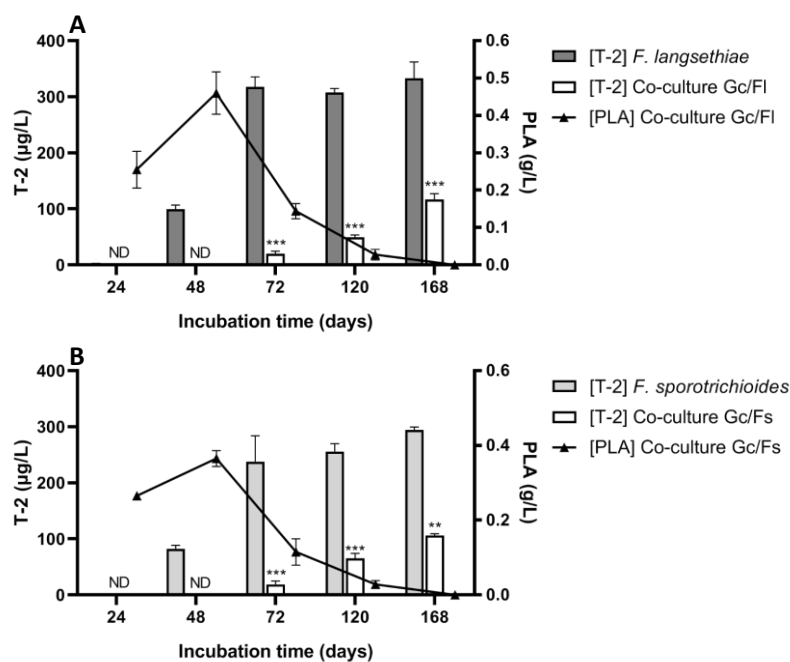 A
400
300
200
100
0
T-2 (µg/L)
ND
ND
***
***
***
0.6
0.5
0.4
0.3
0.2
0.1
0.0
PLA (g/L)
24 48 72 120 168
Incubation time (days)
[T-2] F. langsethiae
[T-2] Co-culture Gc/Fl
[PLA] Co-culture Gc/Fl
B
400
300
200
100
0
T-2 (µg/L)
ND
ND
***
***
**
0.6
0.4
0.2
0.0
PLA (g/L)
24 48 72 120 168
Incubation time (days)
[T-2] F. sporotrichioides
[T-2] Co-culture Gc/Fs
[PLA] Co-culture Gc/Fs